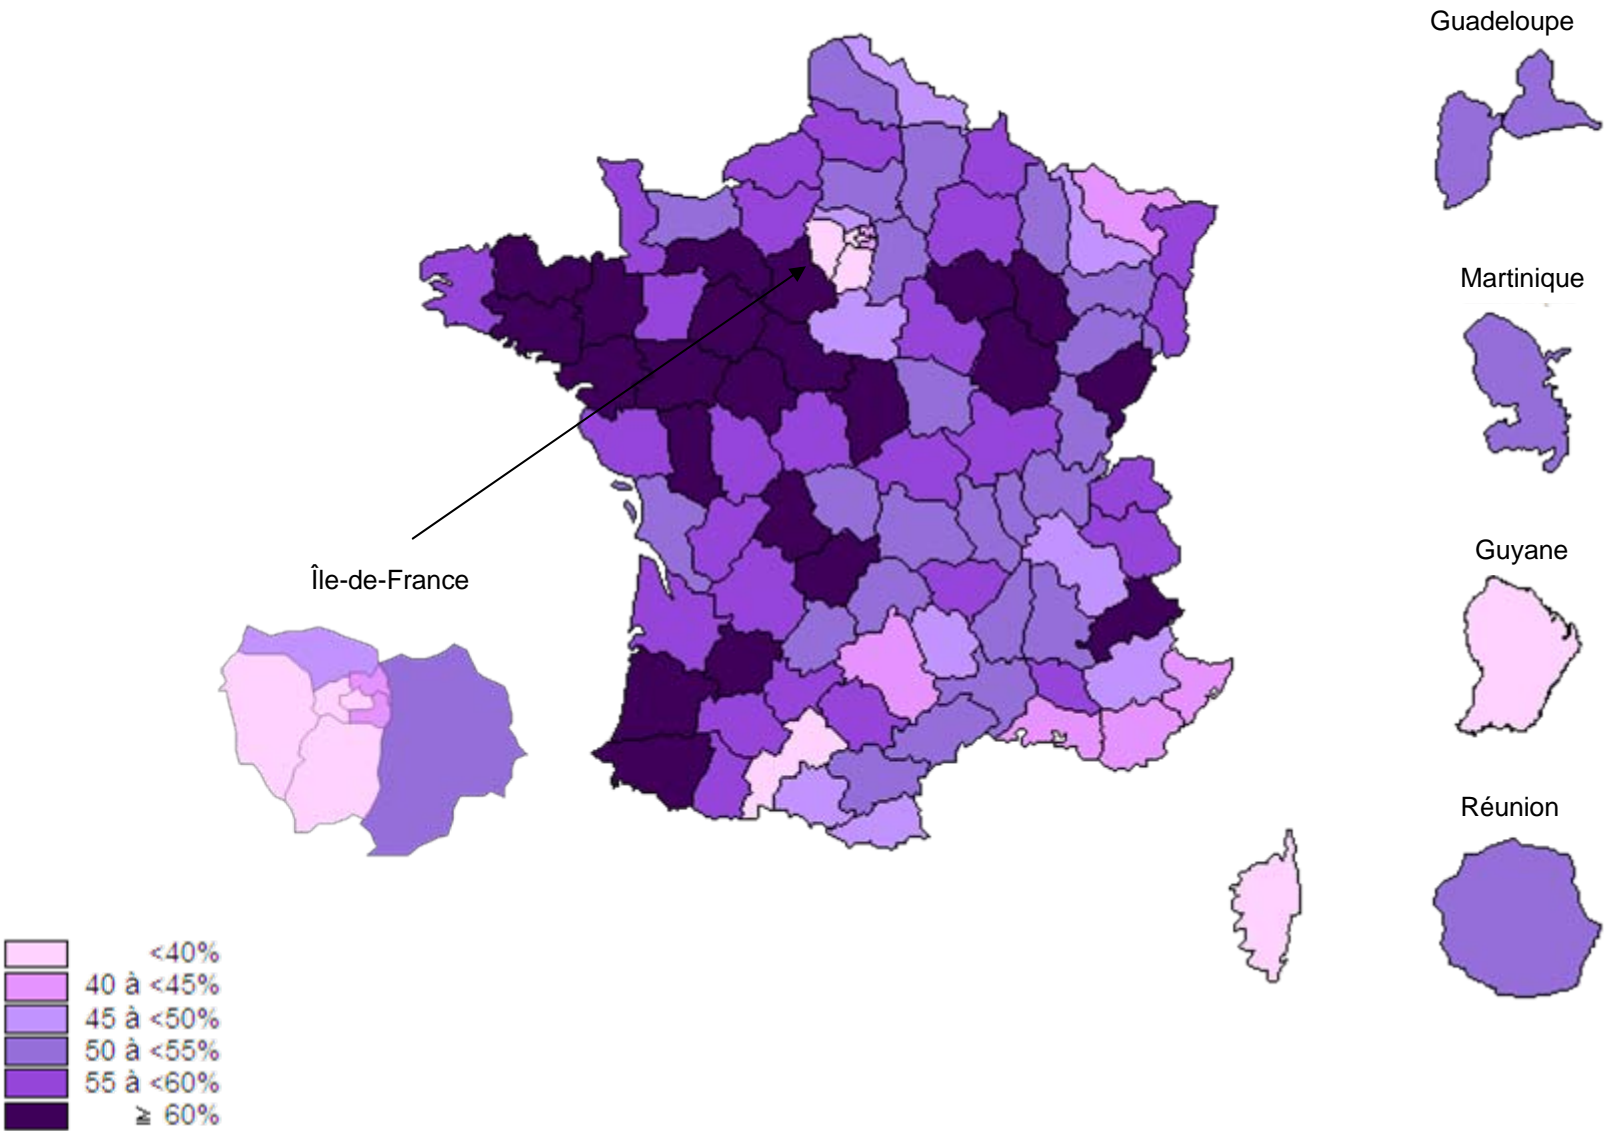 Guadeloupe
Martinique
Guyane
Île-de-France
Réunion
<40%
40 à <45%
45 à <50%
50 à <55%
55 à <60%
≥ 60%